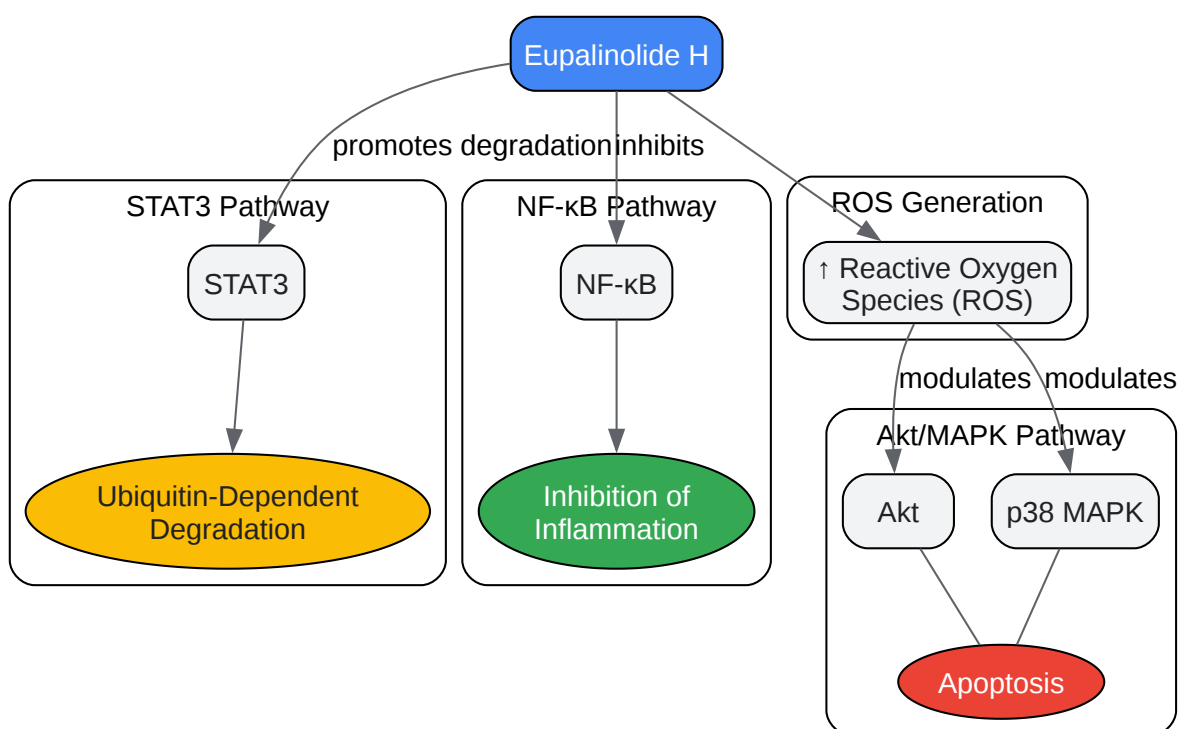 Eupalinolide H
promotes degradation
inhibits
STAT3 Pathway
NF-κB Pathway
ROS Generation
STAT3
NF-κB
↑ Reactive Oxygen
Species (ROS)
modulates
modulates
Akt/MAPK Pathway
Ubiquitin-Dependent
Degradation
Inhibition of
Inflammation
Akt
p38 MAPK
Apoptosis